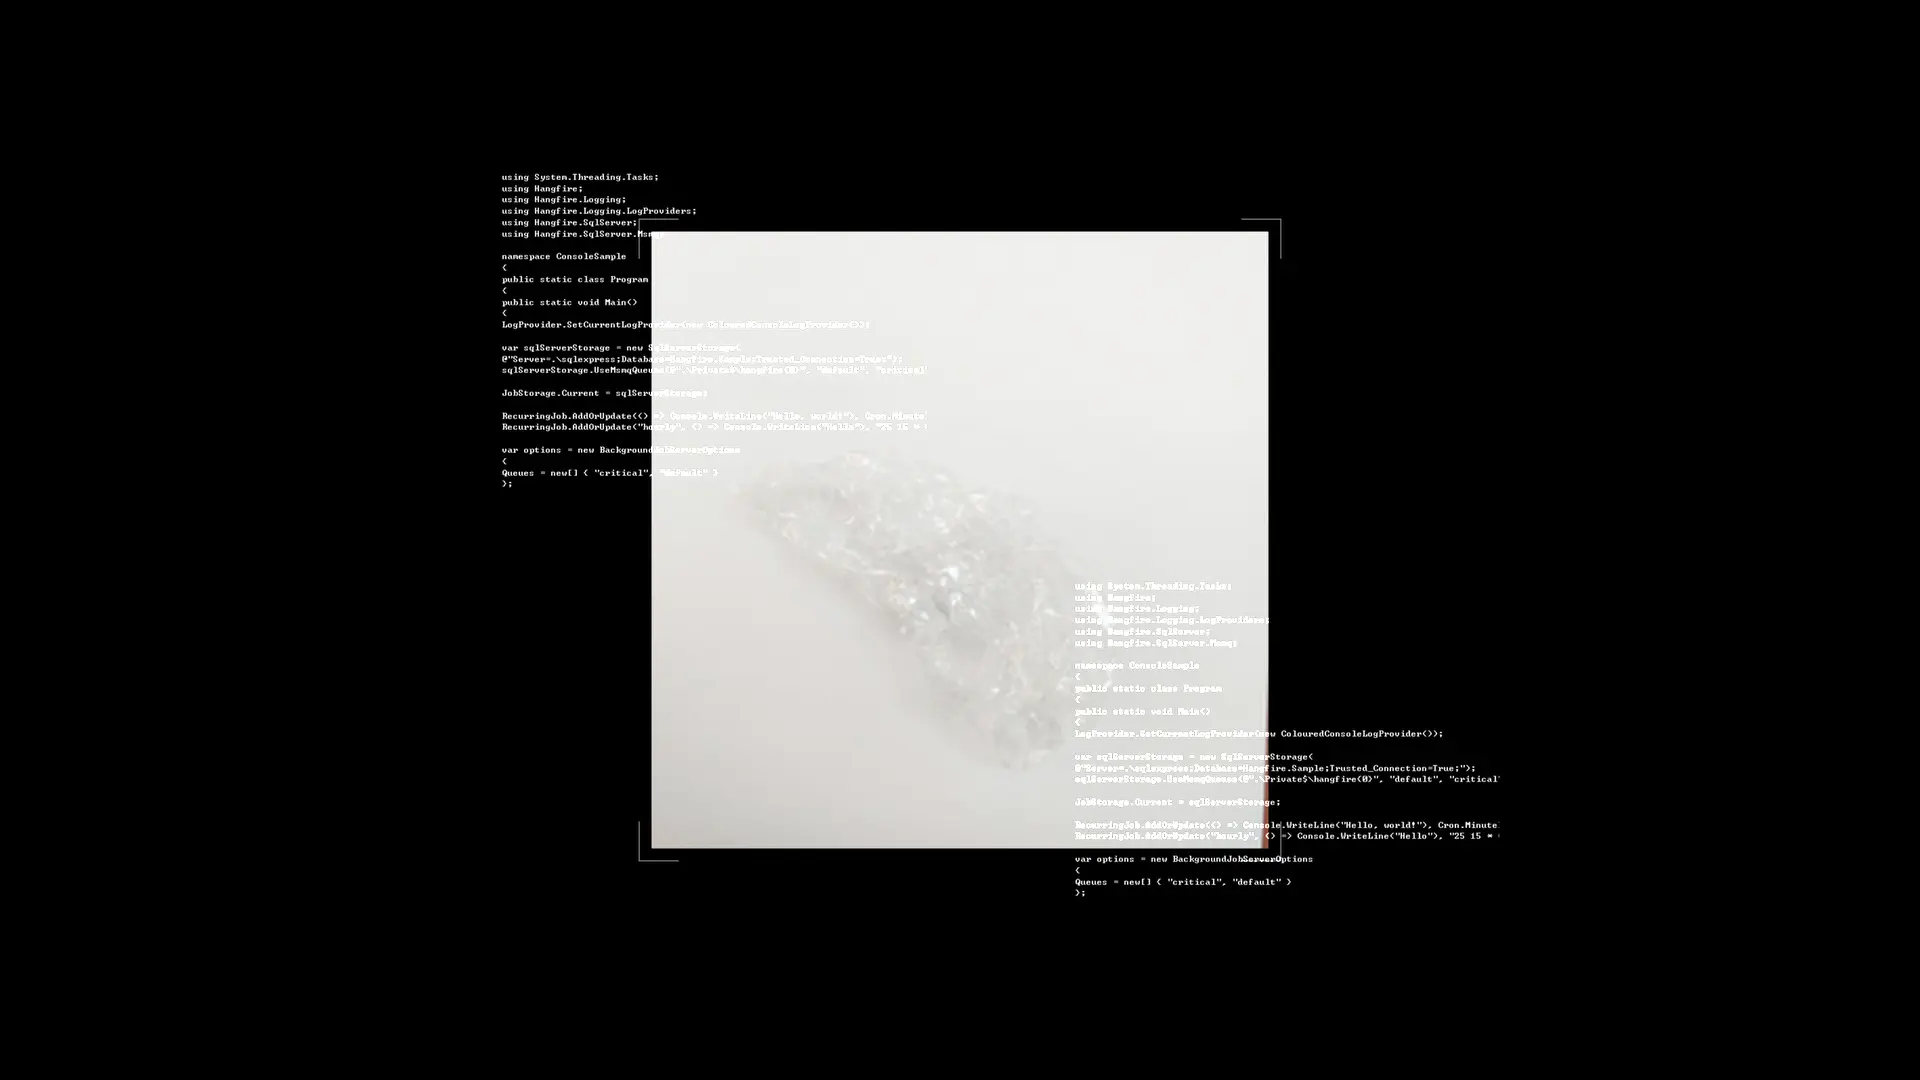 using System.Threading.Tasks;
using Hangfire;
using Hangfire.Logging;
using Hangfire.Logging.LogProviders;
using Hangfire.SqlServer;
using Hangfire.SqlServer.Msmq;
namespace ConsoleSample
{
public static class Program
{
public static void Main()
{
LogProvider.SetCurrentLogProvider(new ColouredConsoleLogProvider());
var sqlServerStorage = new SqlServerStorage(
@"Server=.\sqlexpress;Database=Hangfire.Sample;Trusted_Connection=True;");
sqlServerStorage.UseMsmqQueues(@".\Private$\hangfire{0}", "default", "critical"
JobStorage.Current = sqlServerStorage;
RecurringJob.AddOrUpdate(() => Console.WriteLine("Hello, world!"), Cron.Minute
RecurringJob.AddOrUpdate("hourly", () => Console.WriteLine("Hello"), "25 15 *
var options = new BackgroundJobServerOptions
{
Queues = new[] { "critical", "default" }
};
using System.Threading.Tasks;
using Hangfire;
using Hangfire.Logging;
using Hangfire.Logging.LogProviders;
using Hangfire.SqlServer;
using Hangfire.SqlServer.Msmq;
namespace ConsoleSample
{
public static class Program
{
public static void Main()
{
LogProvider.SetCurrentLogProvider(new ColouredConsoleLogProvider());
var sqlServerStorage = new SqlServerStorage(
@"Server=.\sqlexpress;Database=Hangfire.Sample;Trusted_Connection=True;");
sqlServerStorage.UseMsmqQueues(@".\Private$\hangfire{0}", "default", "critical"
JobStorage.Current = sqlServerStorage;
RecurringJob.AddOrUpdate(() => Console.WriteLine("Hello, world!"), Cron.Minute
RecurringJob.AddOrUpdate("hourly", () => Console.WriteLine("Hello"), "25 15 *
var options = new BackgroundJobServerOptions
{
Queues = new[] { "critical", "default" }
};